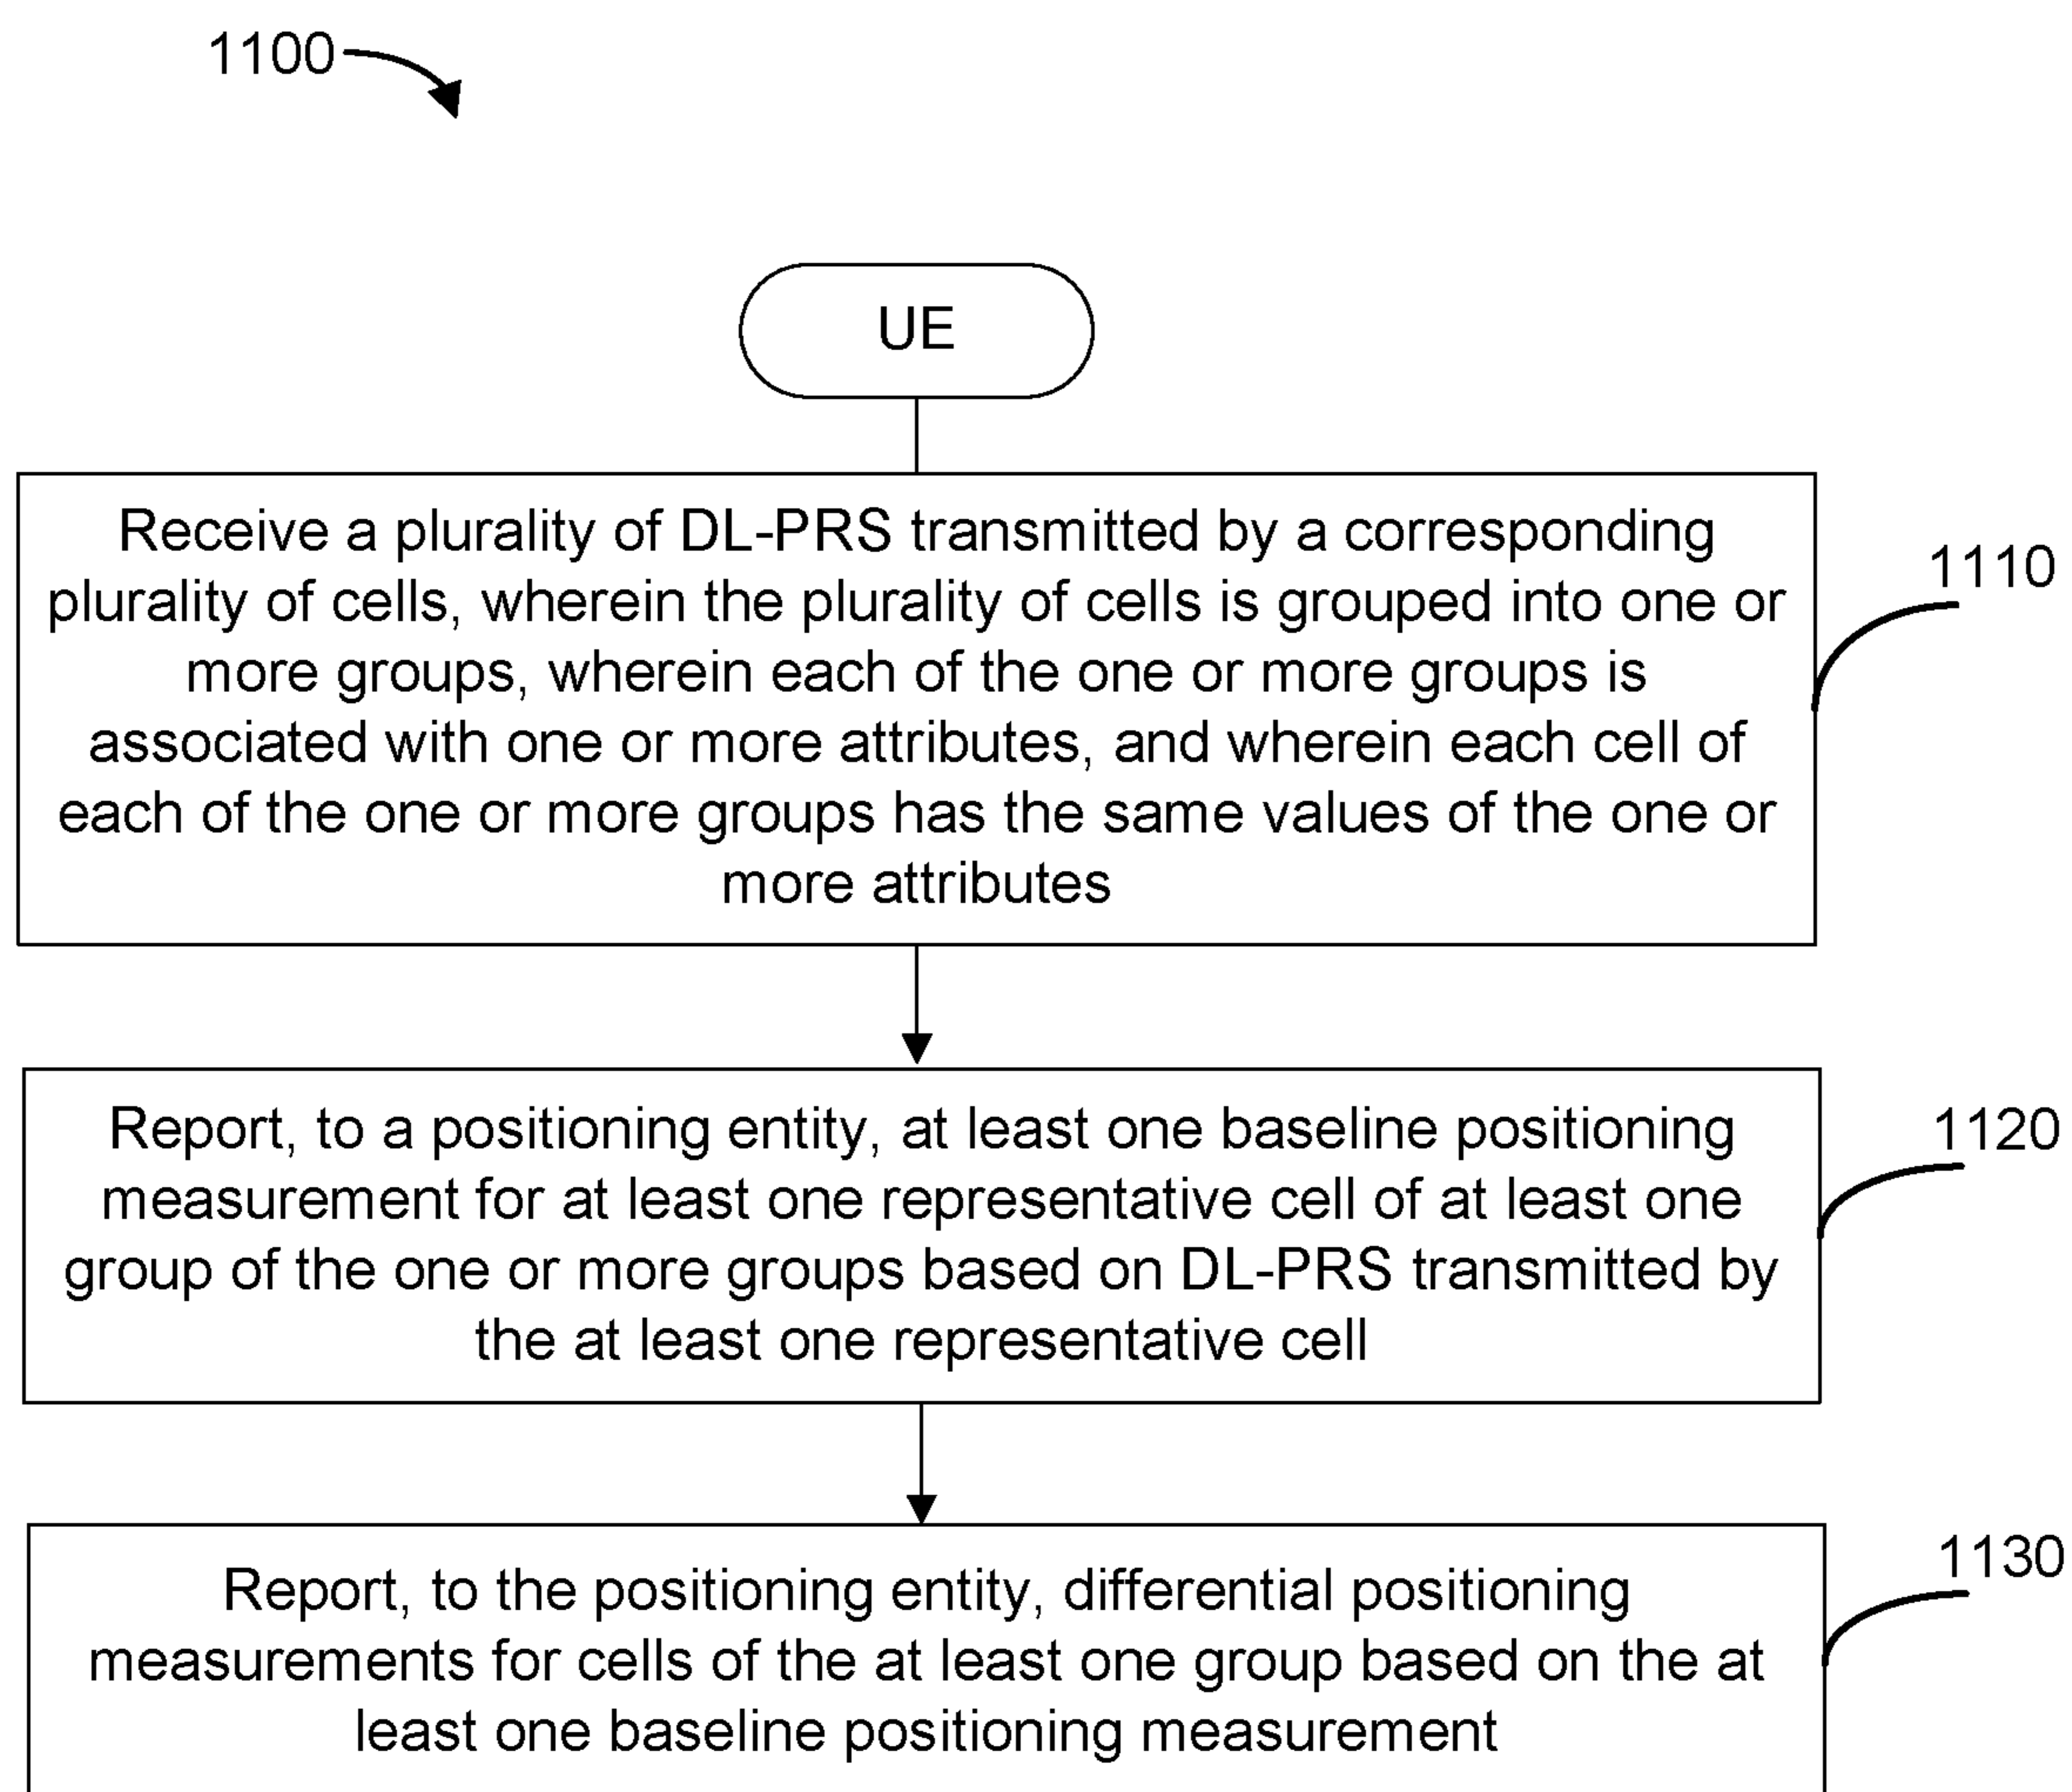 1100
UE
Receive a plurality of DL-PRS transmitted by a corresponding
plurality of cells, wherein the plurality of cells is grouped into one or
more groups, wherein each of the one or more groups is
associated with one or more attributes, and wherein each cell of
each of the one or more groups has the same values of the one or
more attributes
1110
Report, to a positioning entity, at least one baseline positioning
measurement for at least one representative cell of at least one
group of the one or more groups based on DL-PRS transmitted by
the at least one representative cell
1120
Report, to the positioning entity, differential positioning
measurements for cells of the at least one group based on the at
least one baseline positioning measurement
1130